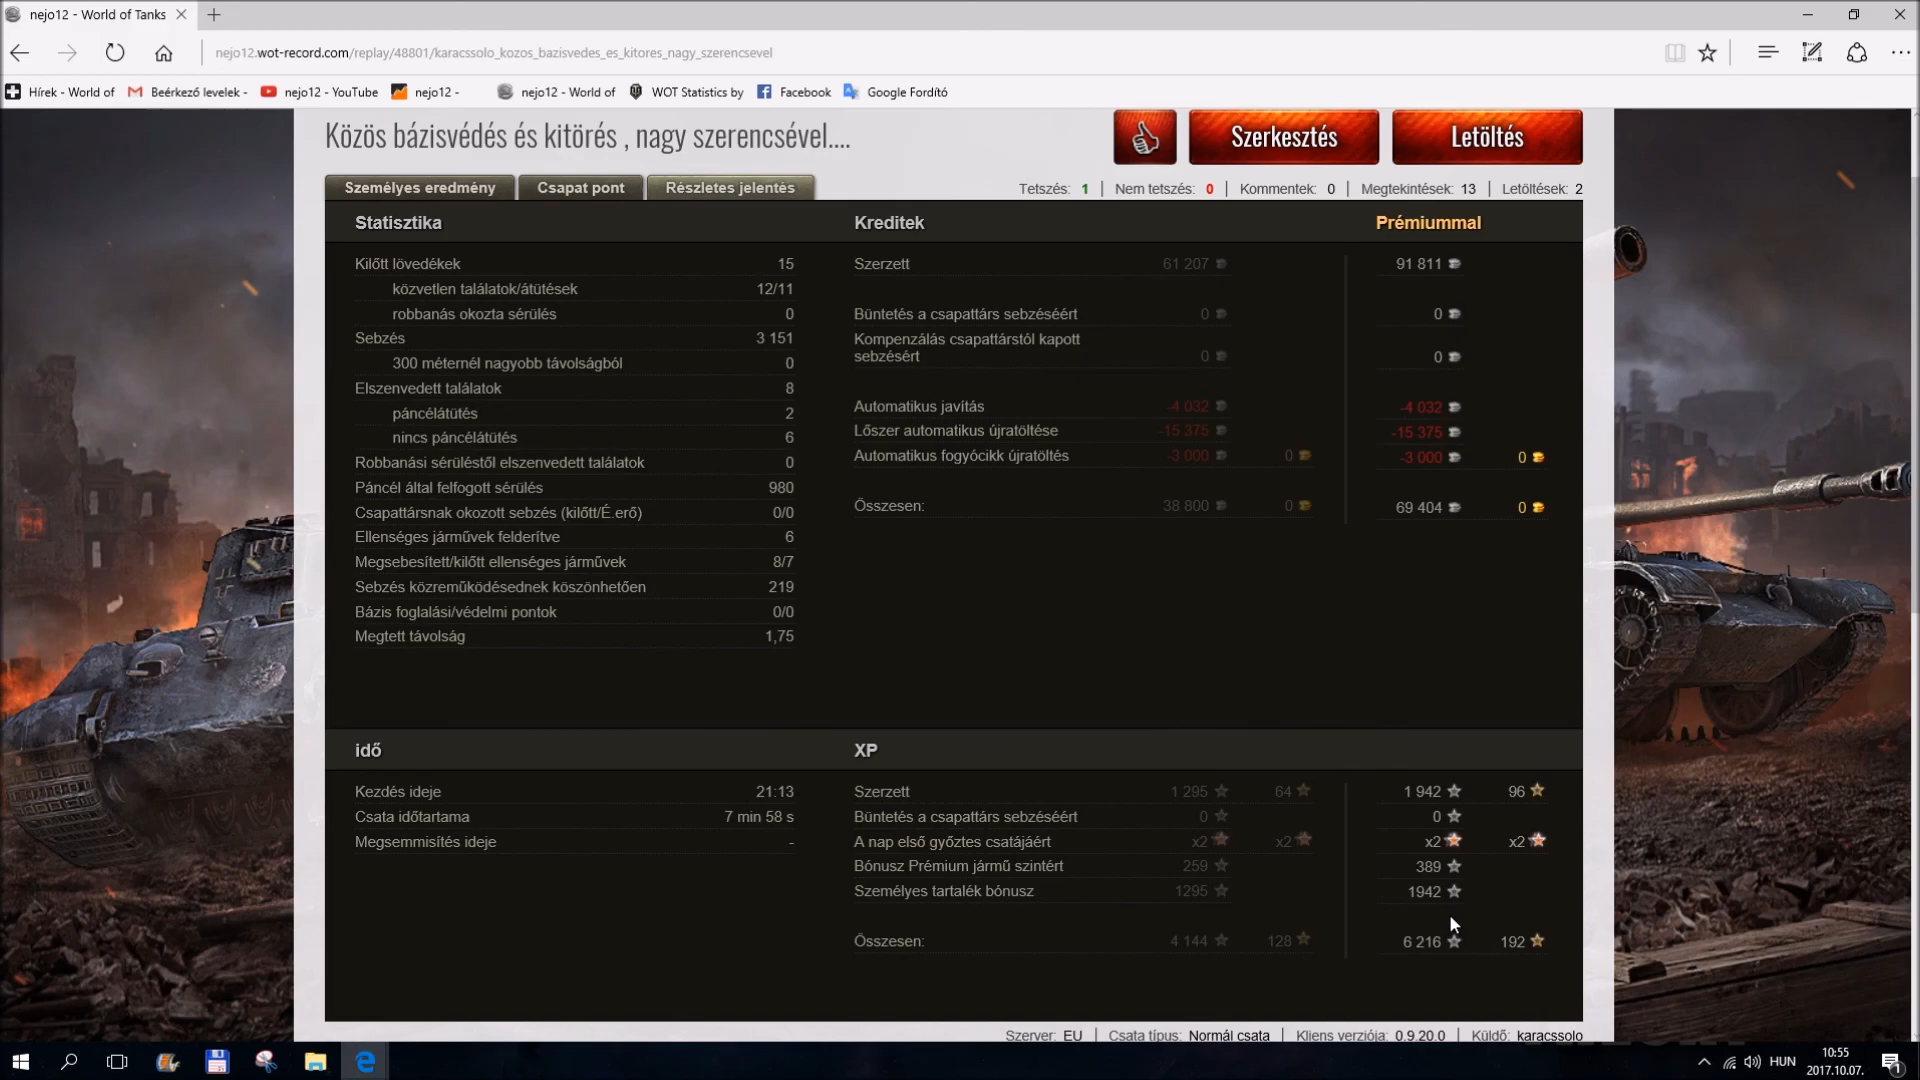 nejo12 - World of Tanks
nejo12.wot-record.com/replay/48801/karacssolo_kozos_bazisvedes_es_kitores_nagy_szerencsevel
Hírek - World of
Beérkező levelek -
nejo12 - YouTube
nejo12 -
nejo12 - World of
WOT Statistics by
Facebook
Google Fordító
Közös bázisvédés és kitörés , nagy szerencsével....
Szerkesztés
Letöltés
Személyes eredmény
Csapat pont
Részletes jelentés
Tetszés: 1 | Nem tetszés: 0 | Kommentek: 0 | Megtekintések: 13 | Letöltések: 2
Statisztika
Kilőtt lövedékek 15
közvetlen találatok/átütések 12/11
robbanás okozta sérülés 0
Sebzés 3 151
300 méternél nagyobb távolságból 0
Elszenvedett találatok 8
páncélátütés 2
nincs páncélátütés 6
Robbanási sérüléstől elszenvedett találatok 0
Páncél által felfogott sérülés 980
Csapattársnak okozott sebzés (kilőtt/É.erő) 0/0
Ellenséges járművek felderítve 6
Megsebesített/kilőtt ellenséges járművek 8/7
Sebzés közreműködésednek köszönhetően 219
Bázis foglalási/védelmi pontok 0/0
Megtett távolság 1,75
Kreditek Prémiummal
Szerzett 61 207 91 811
Büntetés a csapattárs sebzéséért 0 0
Kompenzálás csapattárstól kapott
sebzésért 0 0
Automatikus javítás -4 032 -4 032
Lőszer automatikus újratöltése -15 375 -15 375
Automatikus fogyócikk újratöltés -3 000 0 -3 000 0
Összesen: 38 800 0 69 404 0
idő
Kezdés ideje 21:13
Csata időtartama 7 min 58 s
Megsemmisítés ideje -
XP
Szerzett 1 295 64 1 942 96
Büntetés a csapattárs sebzéséért 0 0
A nap első győztes csatájáért x2 x2 x2 x2
Bónusz Prémium jármű szintért 259 389
Személyes tartalék bónusz 1295 1942
Összesen: 4 144 128 6 216 192
Szerver: EU | Csata típus: Normál csata | Kliens verziója: 0.9.20.0 | Küldő: karacssolo
HUN
10:55
2017.10.07.
1